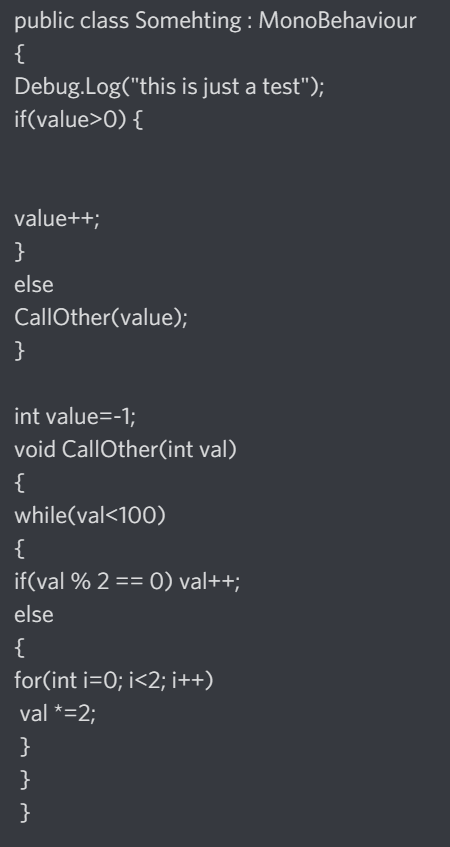 public class Somehting : MonoBehaviour
{
Debug.Log("this is just a test");
if(value>0) {
value++;
}
else
CallOther(value);
}
int value=-1;
void CallOther(int val)
{
while(val<100)
{
if(val % 2 == 0) val++;
else
{
for(int i=0; i<2; i++)
val *=2;
}
}
}